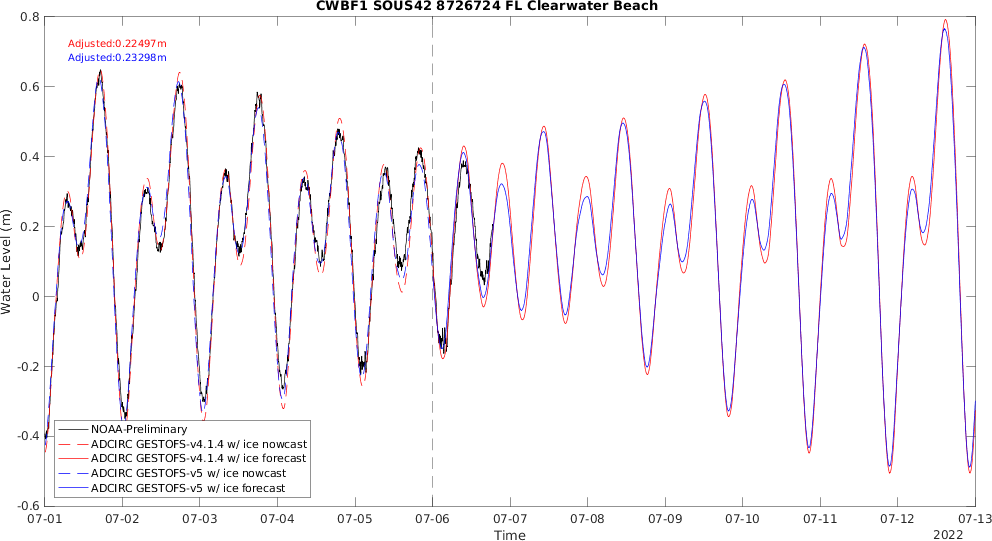 CWBF1 SOUS42 8726724 FL Clearwater Beach
Adjusted:0.22497m
Adjusted:0.23298m
Water Level (m)
0.8
0.6
0.4
0.2
0
-0.2
-0.4
-0.6
NOAA-Preliminary
ADCIRC GESTOFS-v4.1.4 w/ ice nowcast
ADCIRC GESTOFS-v4.1.4 w/ ice forecast
ADCIRC GESTOFS-v5 w/ ice nowcast
ADCIRC GESTOFS-v5 w/ ice forecast
07-01 07-02 07-03 07-04 07-05 07-06 07-07 07-08 07-09 07-10 07-11 07-12 07-13
Time
2022